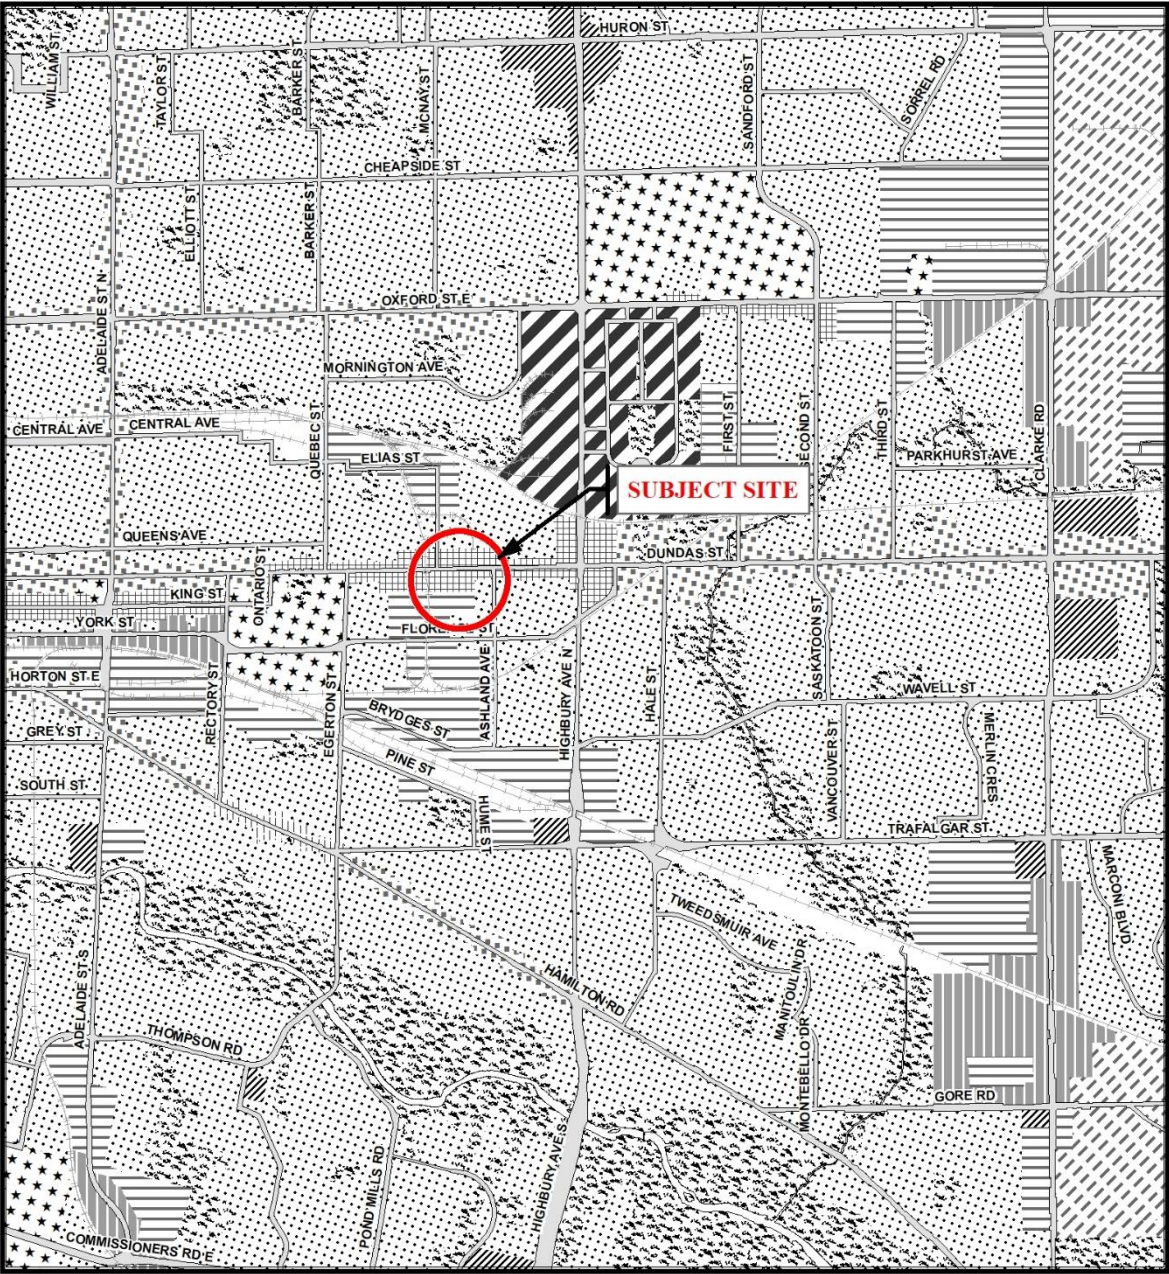 HURON ST
WILLIAM ST
TAYLOR ST
BARKER ST
MCNAY ST
SANDFORD ST
SORREL RD
CHEAPSIDE ST
ELLIOTT ST
BARKER ST
ADELAIDE ST N
OXFORD ST E
MORNINGTON AVE
CENTRAL AVE
CENTRAL AVE
QUEBEC ST
ELIAS ST
FIRST ST
SECOND ST
THIRD ST
CLARKE RD
PARKHURST AVE
SUBJECT SITE
QUEENS AVE
DUNDAS ST
ONTARIO ST
KING ST
YORK ST
FLORENCE ST
HORTON ST E
RECTORY ST
EGERTON ST
ASHLAND AVE
HIGHBURY AVE N
HALE ST
SASKATOON ST
WAVELL ST
GREY ST
BRYDGES ST
PINE ST
VANCOUVER ST
MERLIN CRES
SOUTH ST
HUME ST
TRAFALGAR ST
MARCONI BLVD
TWEEDSMUIR AVE
MANITOULIN DR
HAMILTON RD
ADELAIDE ST S
THOMPSON RD
MONTEBELLO DR
GORE RD
POND MILLS RD
HIGHBURY AVE S
COMMISSIONERS RD E